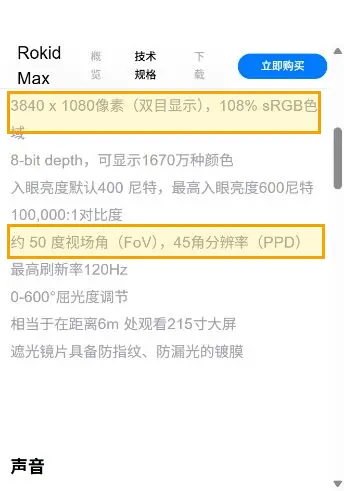 Rokid Max
概览
技术规格
下载
立即购买
3840 x 1080像素（双目显示），108% sRGB色域
8-bit depth，可显示1670万种颜色
入眼亮度默认400 尼特，最高入眼亮度600尼特
100,000:1对比度
约 50 度视场角（FoV），45角分辨率（PPD）
最高刷新率120Hz
0-600°屈光度调节
相当于在距离6m 处观看215寸大屏
遮光镜片具备防指纹、防漏光的镀膜
声音